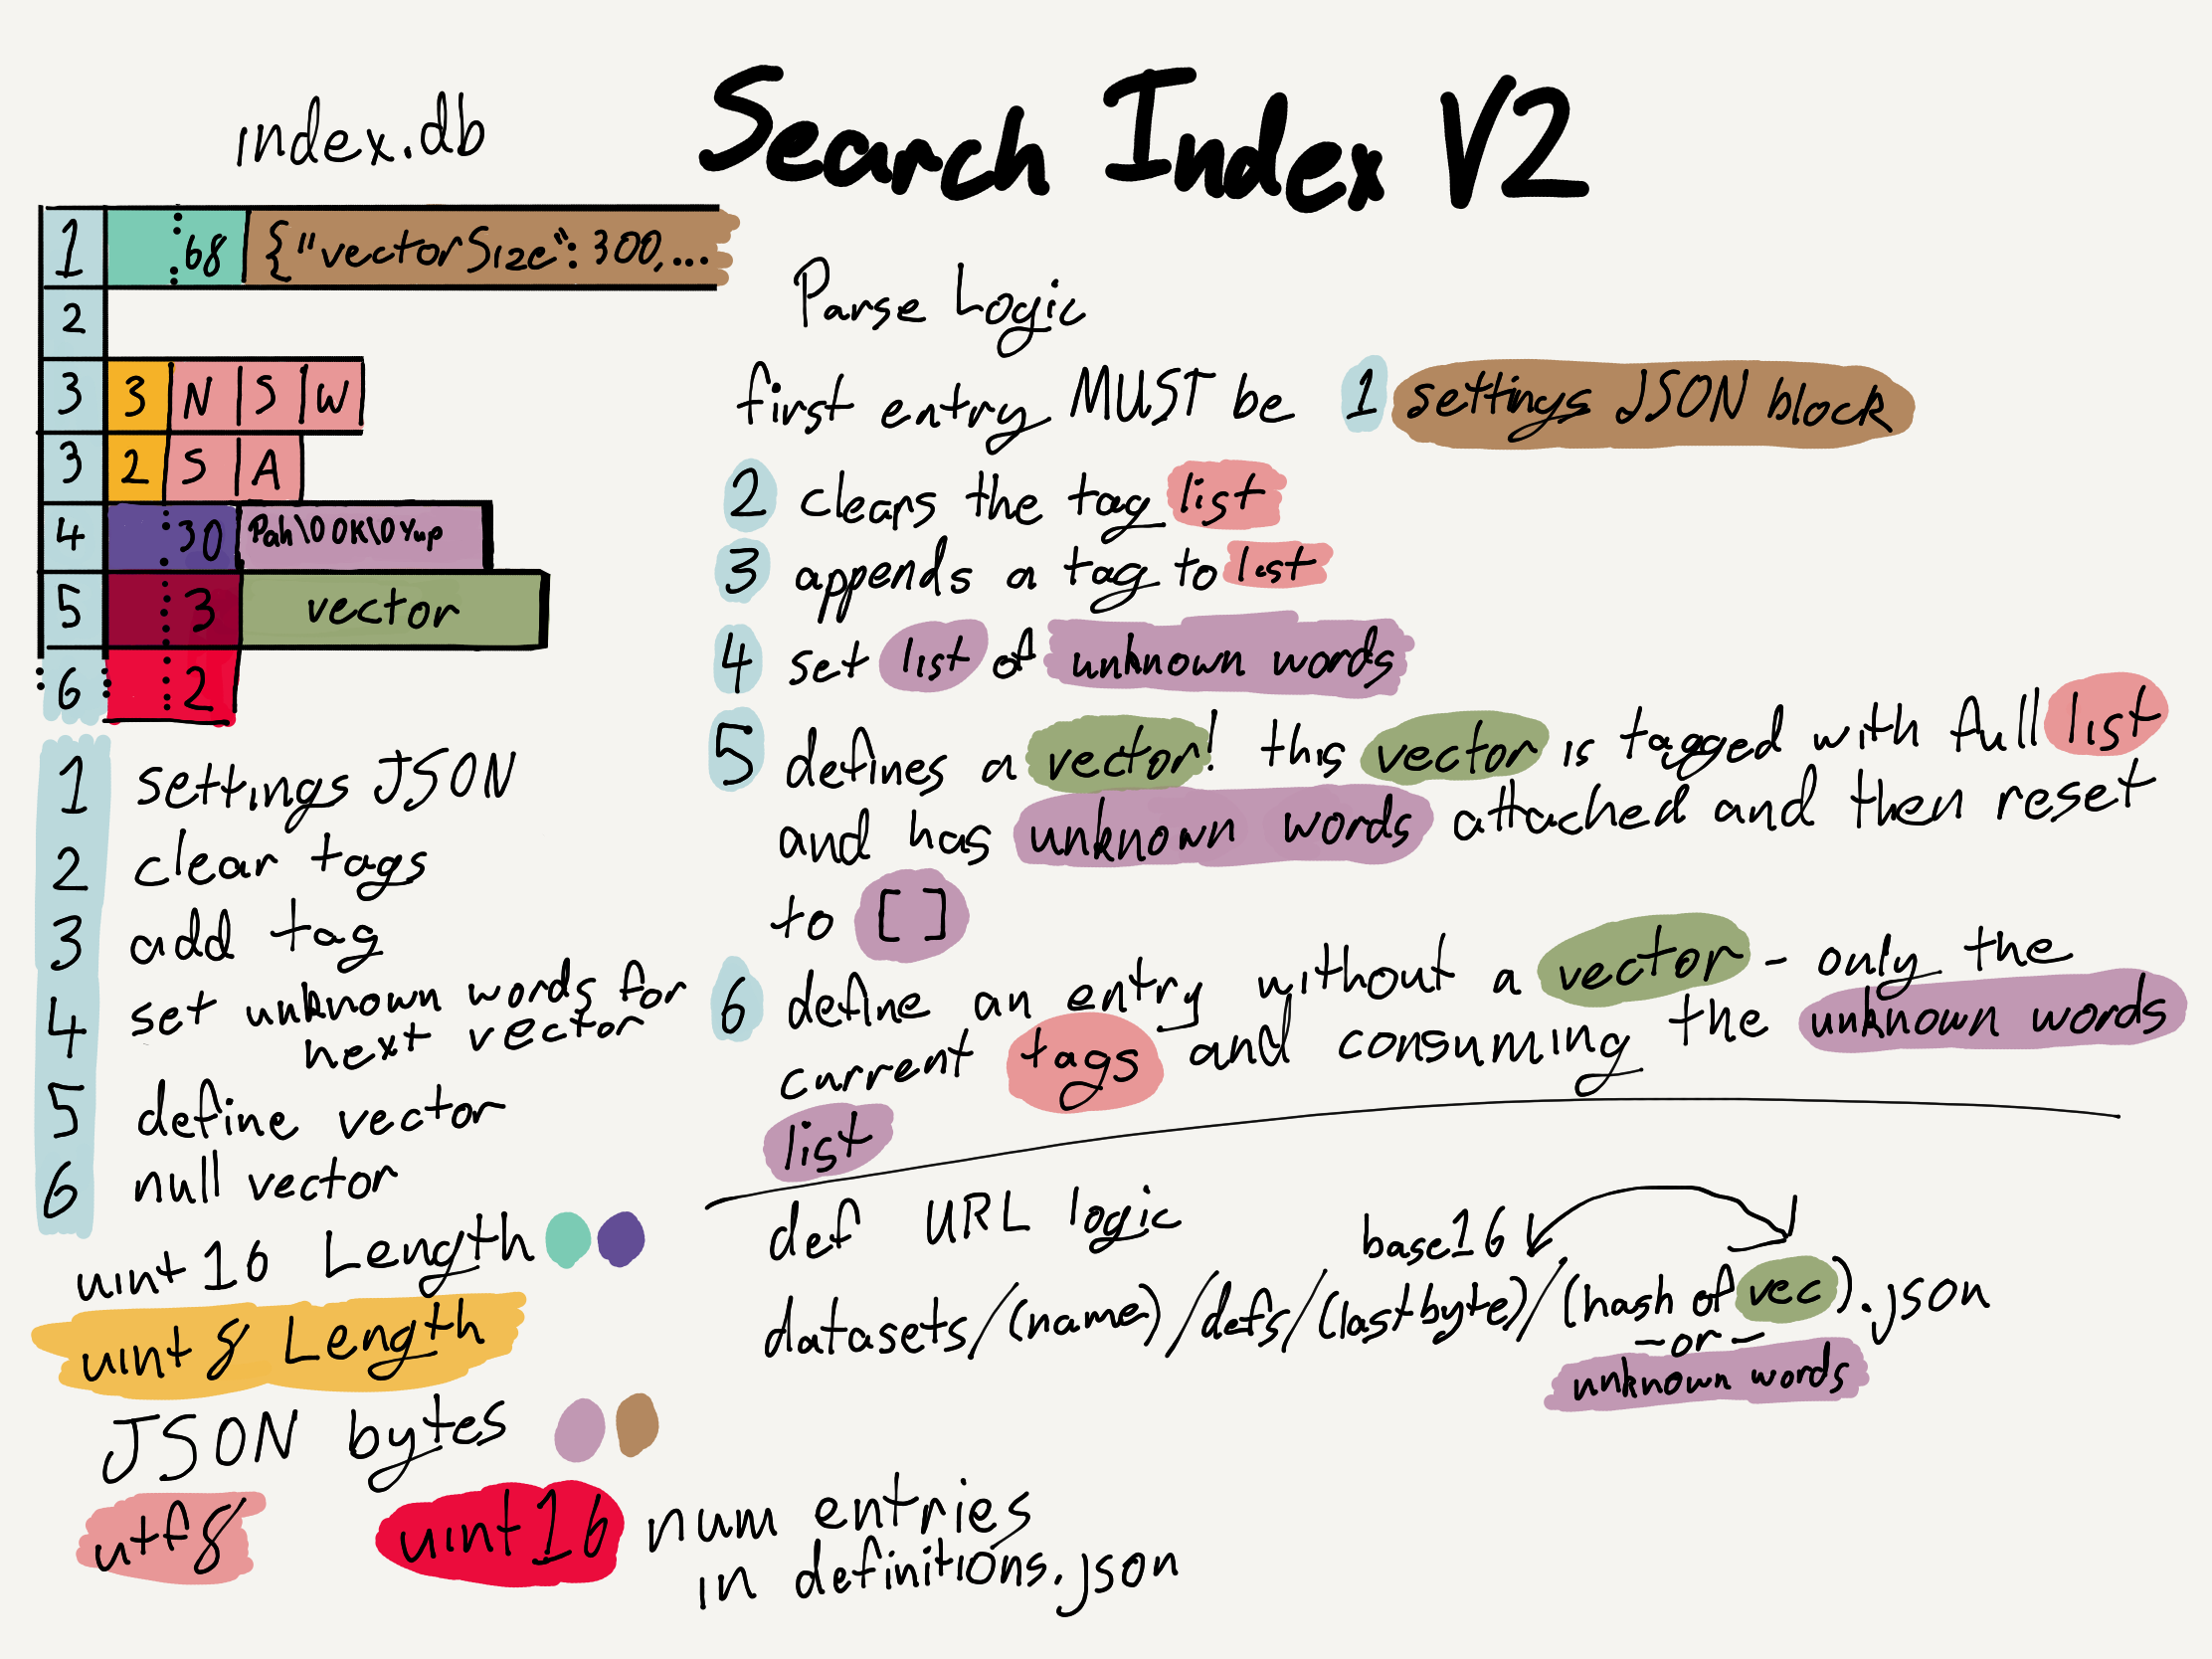 Search Index V2
index.db
1 68 {"vectorSize": 300,...
2
3 3 N S W
3 2 S A
4 30 Pah\0OK\0Yup
5 3 vector
6 2
1 settings JSON
2 clear tags
3 add tag
4 set unknown words for
next vector
5 define vector
6 null vector
uint16 Length
uint8 Length
JSON bytes
utf8
uint16 num entries
in definitions.json
Parse Logic
first entry MUST be 1 settings JSON block
2 clears the tag list
3 appends a tag to list
4 set list of unknown words
5 defines a vector! this vector is tagged with full list
and has unknown words attached and then reset
to []
6 define an entry without a vector - only the
current tags and consuming the unknown words
list
def URL logic
base16
datasets/(name)/defs/(lastbyte)/(hash of vec).json
-or-
unknown words